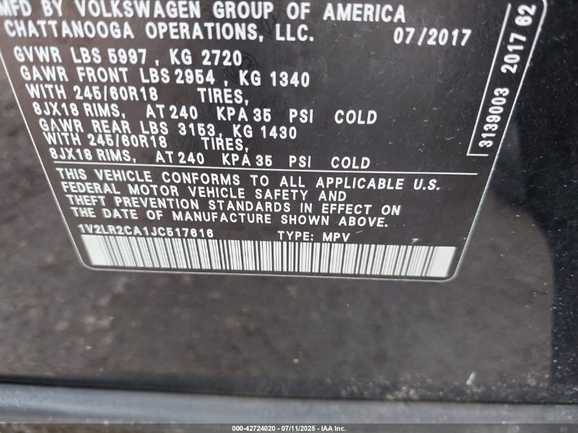 MFD BY VOLKSWAGEN GROUP OF AMERICA
CHATTANOOGA OPERATIONS, LLC.
07/2017
GVWR LBS 5997 , KG 2720
GAWR FRONT LBS 2954 , KG 1340
WITH 245/60R18 TIRES,
8JX18 RIMS, AT 240 KPA 35 PSI COLD
GAWR REAR LBS 3153, KG 1430
WITH 245/60R18 TIRES,
8JX18 RIMS, AT 240 KPA 35 PSI COLD
THIS VEHICLE CONFORMS TO ALL APPLICABLE U.S.
FEDERAL MOTOR VEHICLE SAFETY AND
THEFT PREVENTION STANDARDS IN EFFECT ON
THE DATE OF MANUFACTURE SHOWN ABOVE.
1V2LR2CA1JC517616 TYPE: MPV
3139003 2017 62
000-42724020 - 07/11/2025 - IAA Inc.